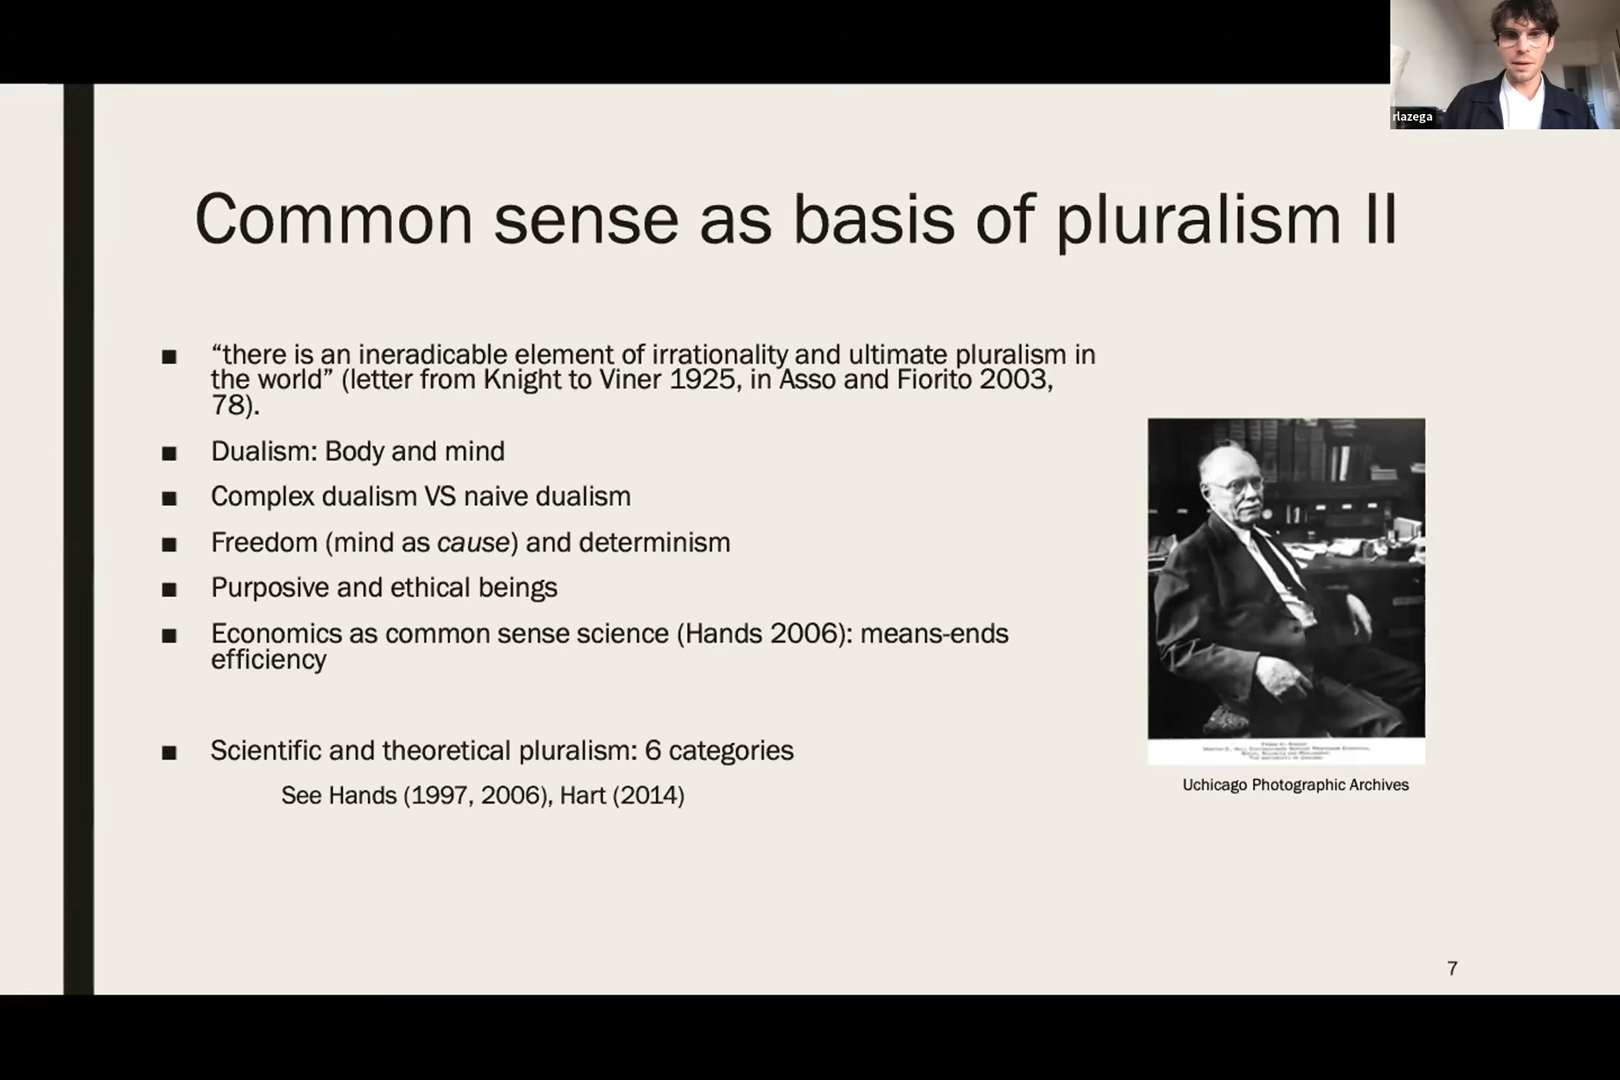 rlazega
Common sense as basis of pluralism II
■ “there is an ineradicable element of irrationality and ultimate pluralism in
the world” (letter from Knight to Viner 1925, in Asso and Fiorito 2003,
78).
■ Dualism: Body and mind
■ Complex dualism VS naive dualism
■ Freedom (mind as cause) and determinism
■ Purposive and ethical beings
■ Economics as common sense science (Hands 2006): means-ends
efficiency
■ Scientific and theoretical pluralism: 6 categories
See Hands (1997, 2006), Hart (2014)
Uchicago Photographic Archives
7